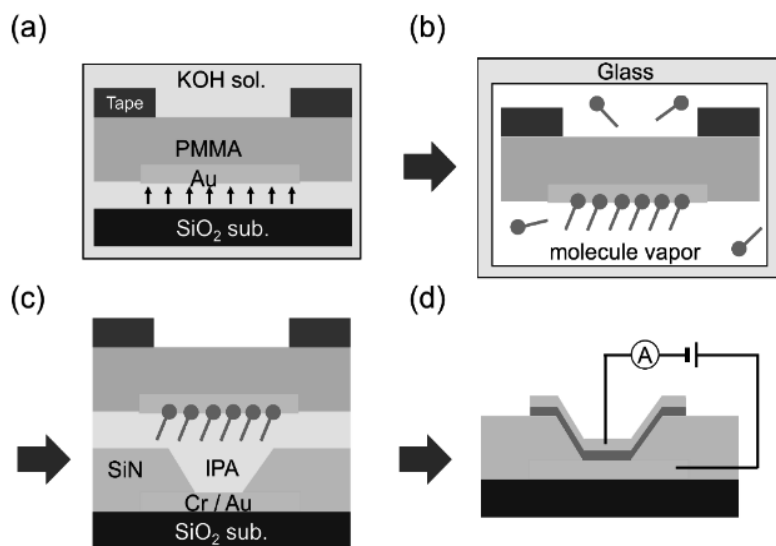 (a)
KOH sol.
Tape
PMMA
Au
SiO₂ sub.
(b)
Glass
molecule vapor
(c)
SiN
IPA
Cr / Au
SiO₂ sub.
(d)
A